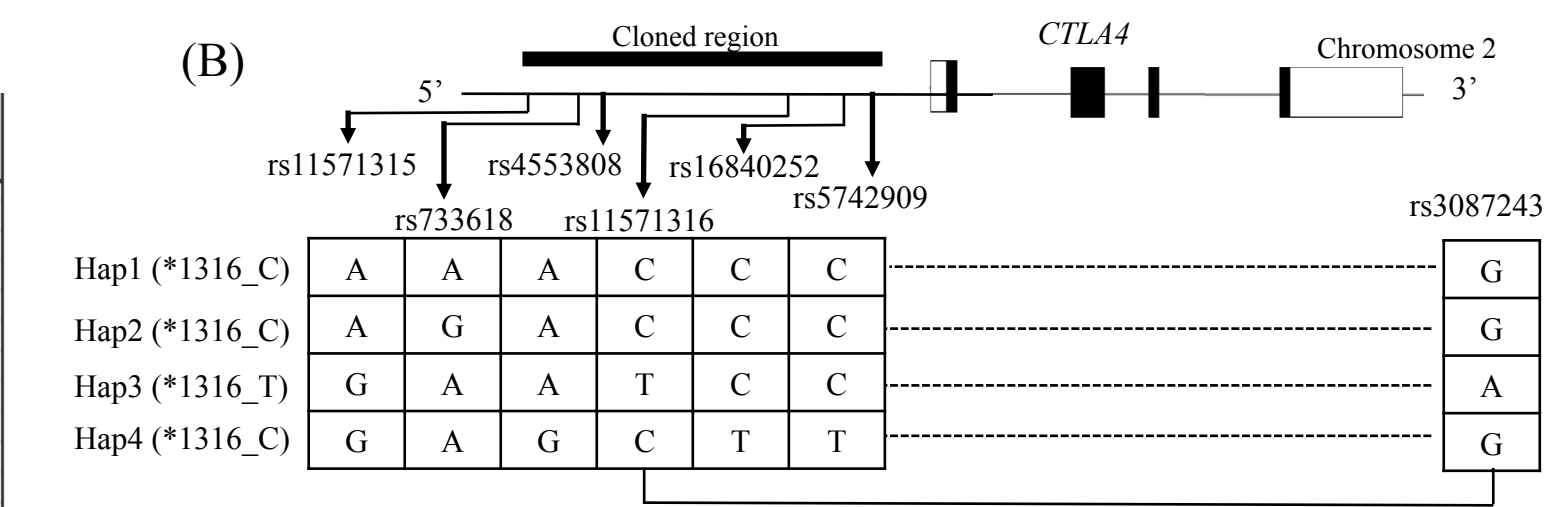 (B)
Cloned region
CTLA4
Chromosome 2
5’
3’
rs11571315
rs4553808
rs16840252
rs5742909
rs733618
rs11571316
rs3087243
Hap1 (*1316_C) A A A C C C G
Hap2 (*1316_C) A G A C C C G
Hap3 (*1316_T) G A A T C C A
Hap4 (*1316_C) G A G C T T G